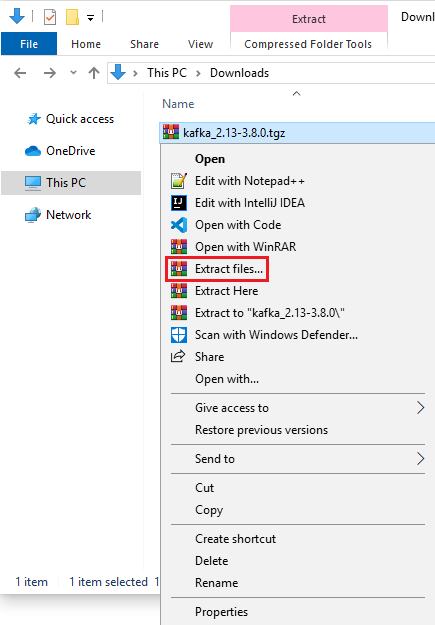 Extract
Downl
File
Home
Share
View
Compressed Folder Tools
This PC
Downloads
Name
Quick access
OneDrive
This PC
Network
kafka_2.13-3.8.0.tgz
Open
Edit with Notepad++
Edit with IntelliJ IDEA
Open with Code
Open with WinRAR
Extract files...
Extract Here
Extract to "kafka_2.13-3.8.0\"
Scan with Windows Defender...
Share
Open with...
Give access to
Restore previous versions
Send to
Cut
Copy
Create shortcut
Delete
Rename
Properties
1 item
1 item selected
1